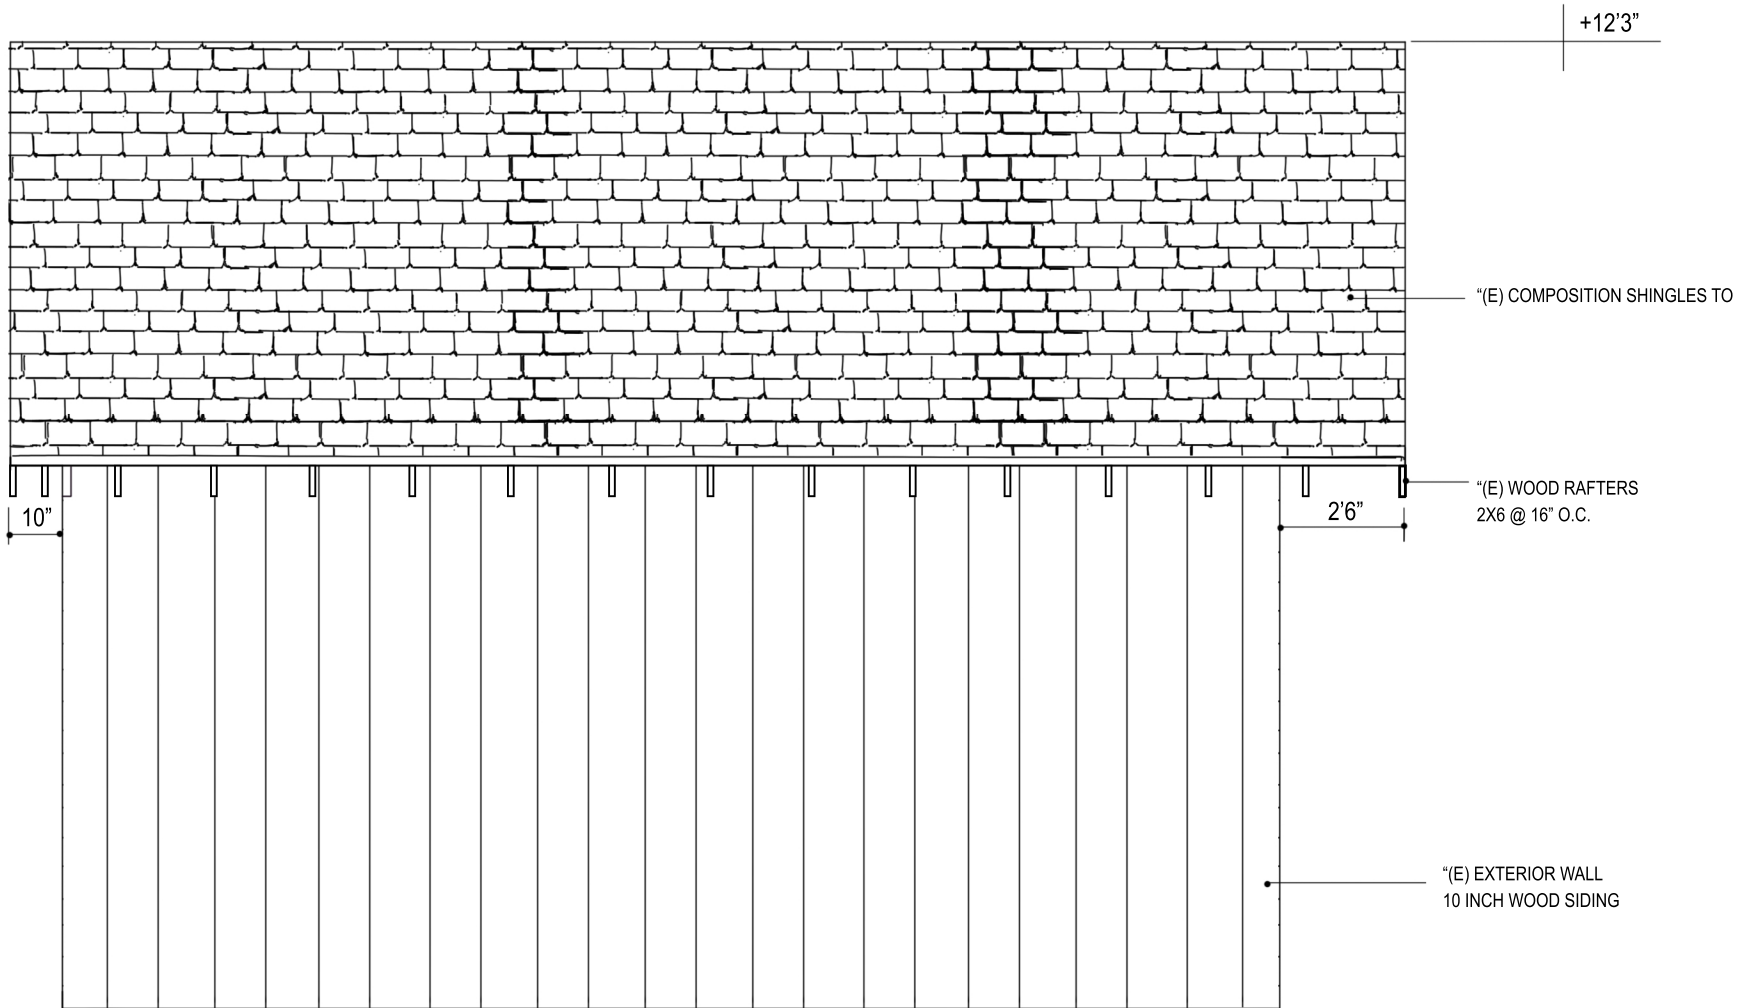 +12’3”
“(E) COMPOSITION SHINGLES TO
“(E) WOOD RAFTERS
2X6 @ 16” O.C.
10”
2’6”
“(E) EXTERIOR WALL
10 INCH WOOD SIDING